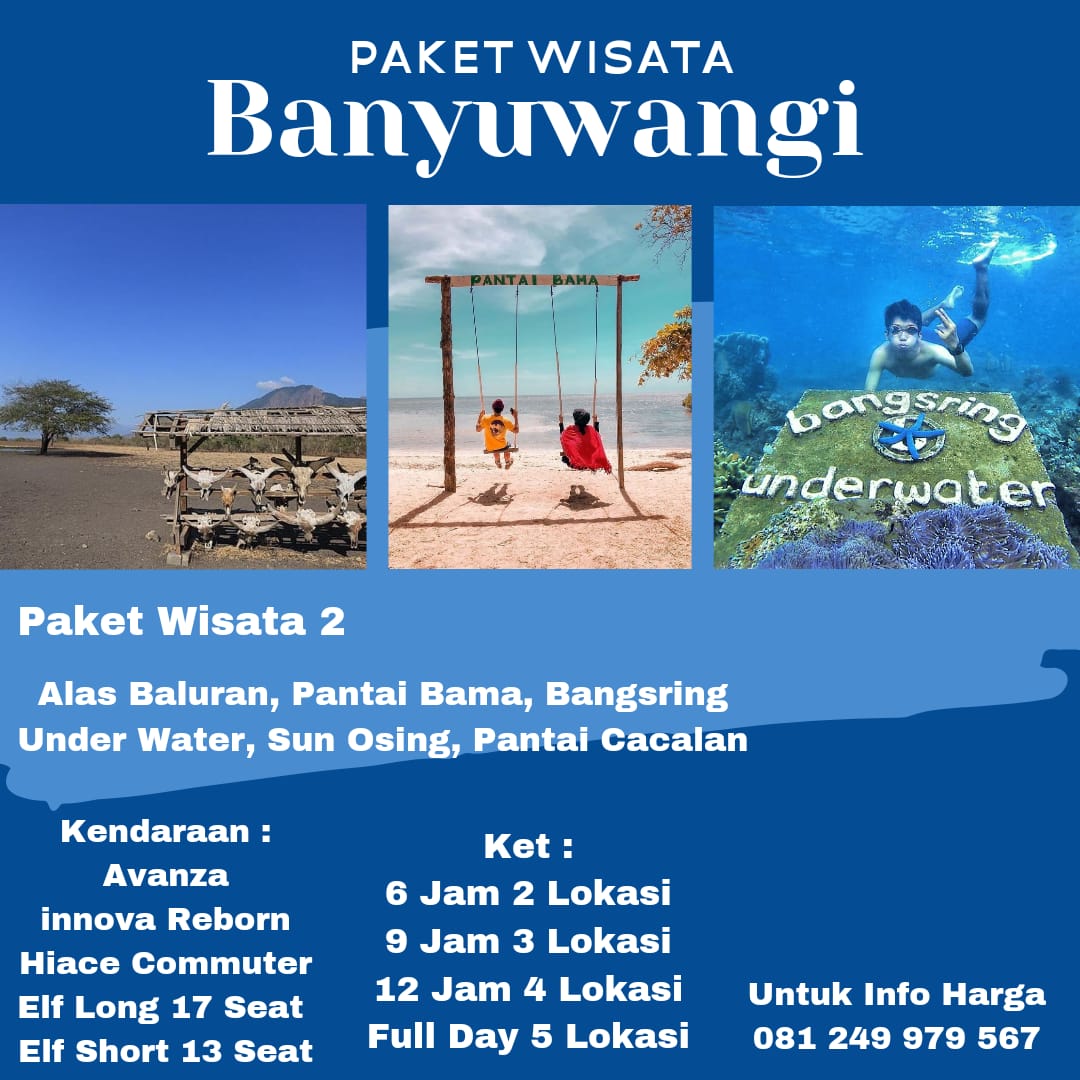 PAKET WISATA
Banyuwangi
PANTAI BAMA
bangsring
underwater
Paket Wisata 2
Alas Baluran, Pantai Bama, Bangsring
Under Water, Sun Osing, Pantai Cacalan
Kendaraan :
Avanza
innova Reborn
Hiace Commuter
Elf Long 17 Seat
Elf Short 13 Seat
Ket :
6 Jam 2 Lokasi
9 Jam 3 Lokasi
12 Jam 4 Lokasi
Full Day 5 Lokasi
Untuk Info Harga
081 249 979 567